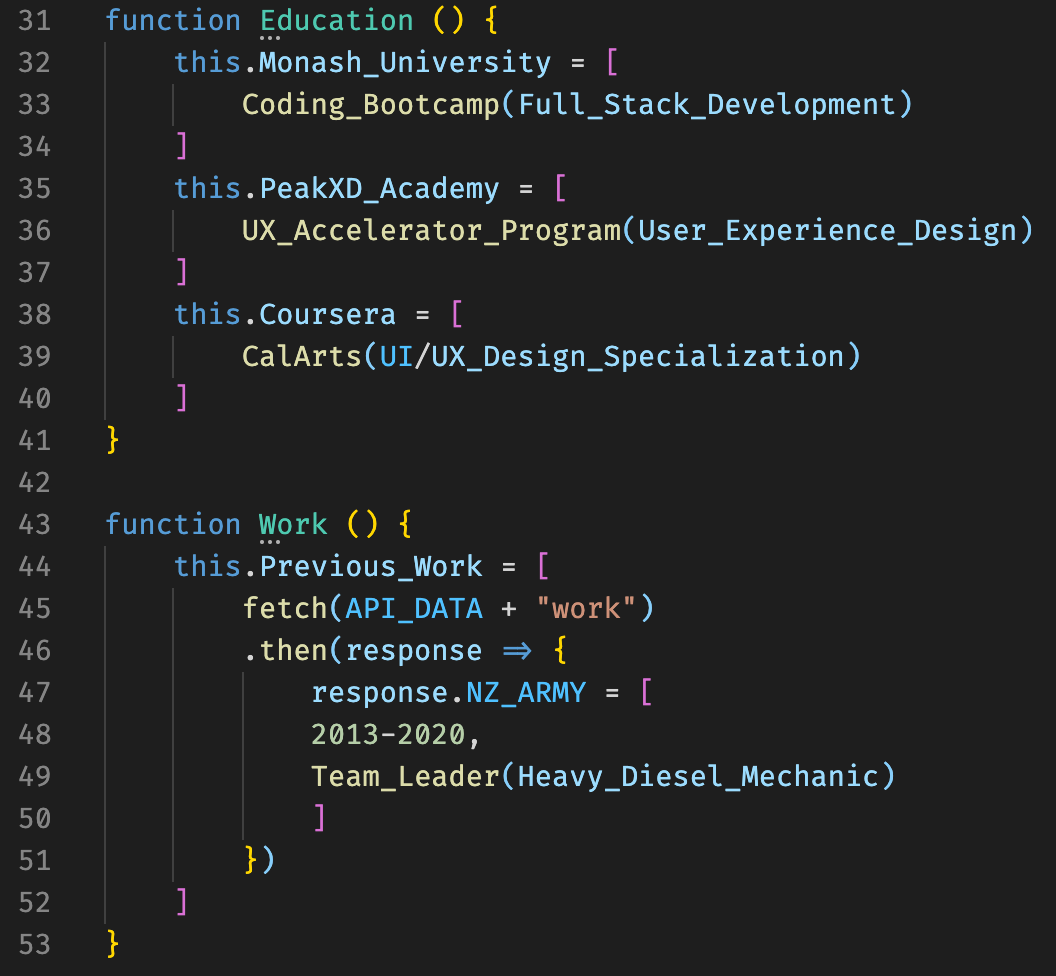 31 function Education () {
32 this.Monash_University = [
33 Coding_Bootcamp(Full_Stack_Development)
34 ]
35 this.PeakXD_Academy = [
36 UX_Accelerator_Program(User_Experience_Design)
37 ]
38 this.Coursera = [
39 CalArts(UI/UX_Design_Specialization)
40 ]
41 }
42
43 function Work () {
44 this.Previous_Work = [
45 fetch(API_DATA + "work")
46 .then(response => {
47 response.NZ_ARMY = [
48 2013-2020,
49 Team_Leader(Heavy_Diesel_Mechanic)
50 ]
51 })
52 ]
53 }